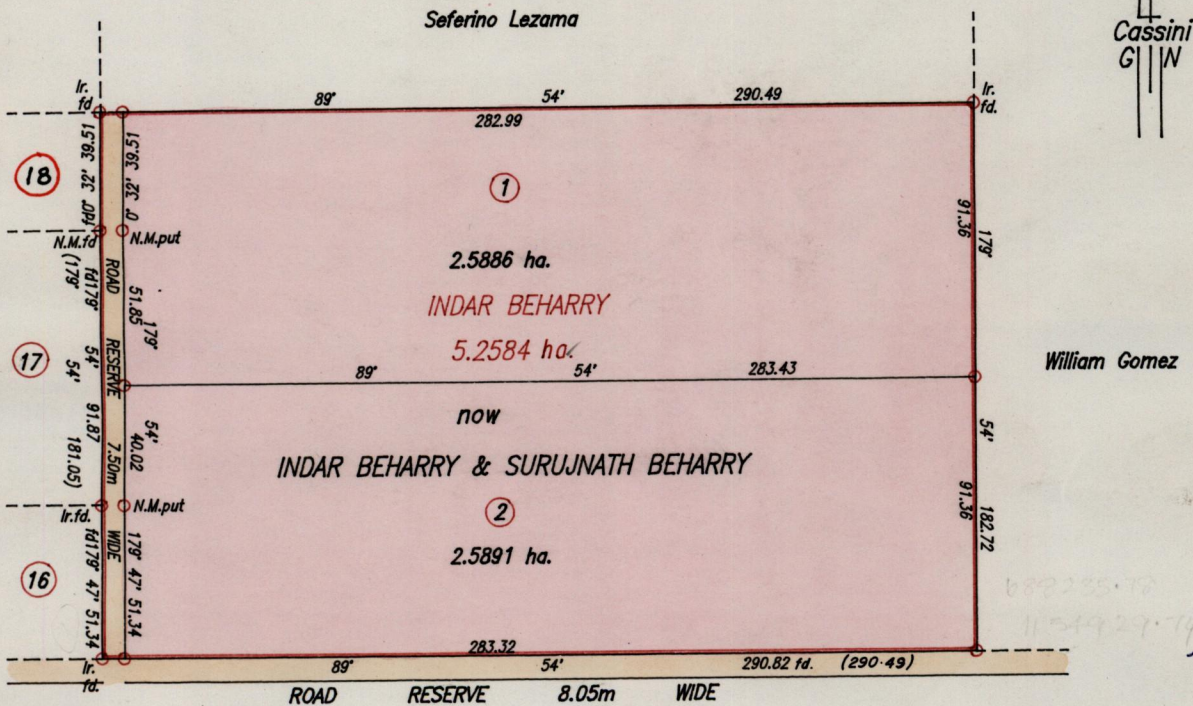 Seferino Lezama
Cassini
G N
Ir.
fd.
89° 54' 290.49
Ir.
fd.
282.99
18
fd0° 32' 39.51
0° 32' 39.51
1
91.36
179°
N.M.fd
N.M.put
2.5886 ha.
INDAR BEHARRY
5.2584 ha.
17
ROAD RESERVE 7.50m WIDE
fd179° 54' 91.87
(179° 54' 181.05)
51.85
179°
54'
40.02
89° 54' 283.43
William Gomez
now
INDAR BEHARRY & SURUJNATH BEHARRY
54'
91.36
182.72
Ir.fd.
N.M.put
2
2.5891 ha.
16
fd179° 47' 51.34
179° 47' 51.34
283.32
Ir.
fd.
89° 54' 290.82 fd. (290.49)
ROAD RESERVE 8.05m WIDE